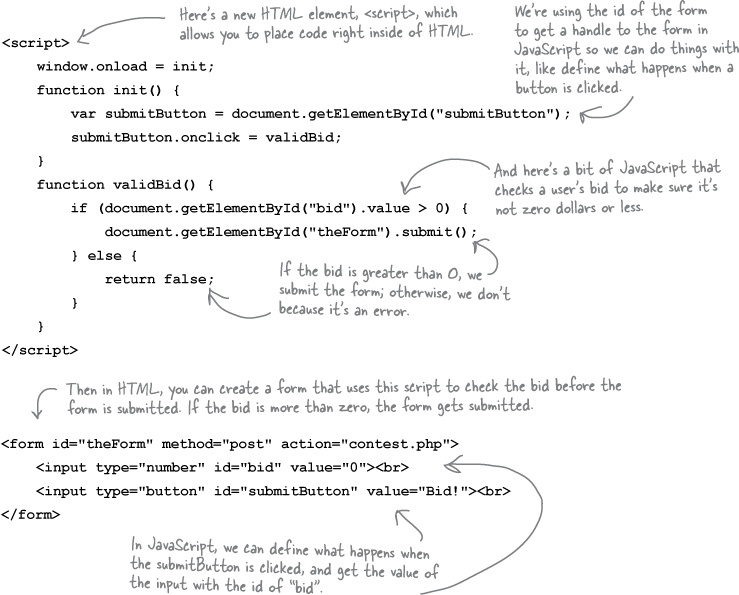 Here's a new HTML element, <script>, which
allows you to place code right inside of HTML.
We're using the id of the form
to get a handle to the form in
JavaScript so we can do things with
it, like define what happens when a
button is clicked.
<script>
window.onload = init;
function init() {
var submitButton = document.getElementById("submitButton");
submitButton.onclick = validBid;
}
function validBid() {
And here's a bit of JavaScript that
checks a user's bid to make sure it's
not zero dollars or less.
if (document.getElementById("bid").value > 0) {
document.getElementById("theForm").submit();
} else {
return false;
}
}
If the bid is greater than 0, we
submit the form; otherwise, we don't
because it's an error.
</script>
Then in HTML, you can create a form that uses this script to check the bid before the
form is submitted. If the bid is more than zero, the form gets submitted.
<form id="theForm" method="post" action="contest.php">
<input type="number" id="bid" value="0"><br>
<input type="button" id="submitButton" value="Bid!"><br>
</form>
In JavaScript, we can define what happens when
the submitButton is clicked, and get the value of
the input with the id of "bid".